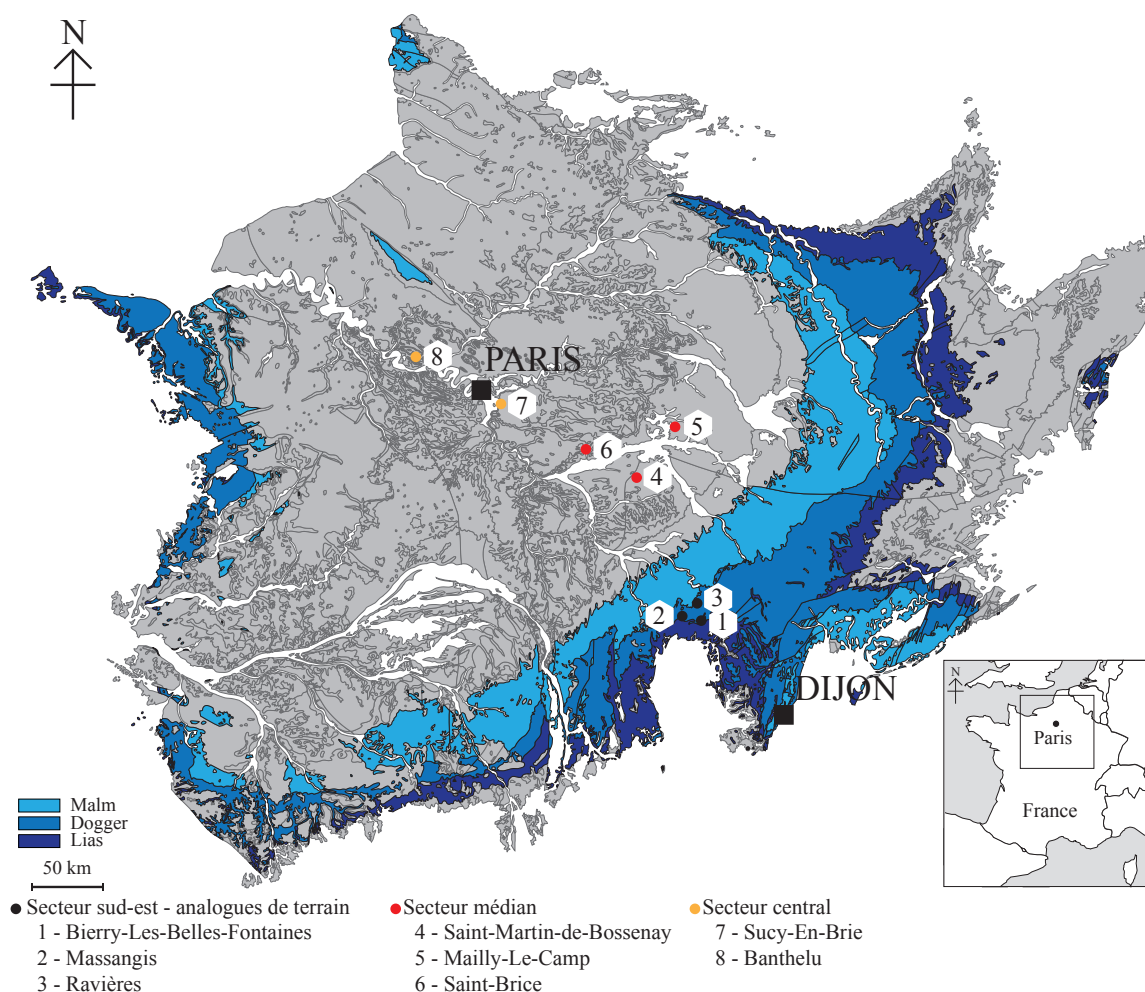 N
8
PARIS
7
5
6
4
3
2
1
DIJON
N
Paris
France
Malm
Dogger
Lias
50 km
Secteur sud-est - analogues de terrain
1 - Bierry-Les-Belles-Fontaines
2 - Massangis
3 - Ravières
Secteur médian
4 - Saint-Martin-de-Bossenay
5 - Mailly-Le-Camp
6 - Saint-Brice
Secteur central
7 - Sucy-En-Brie
8 - Banthelu